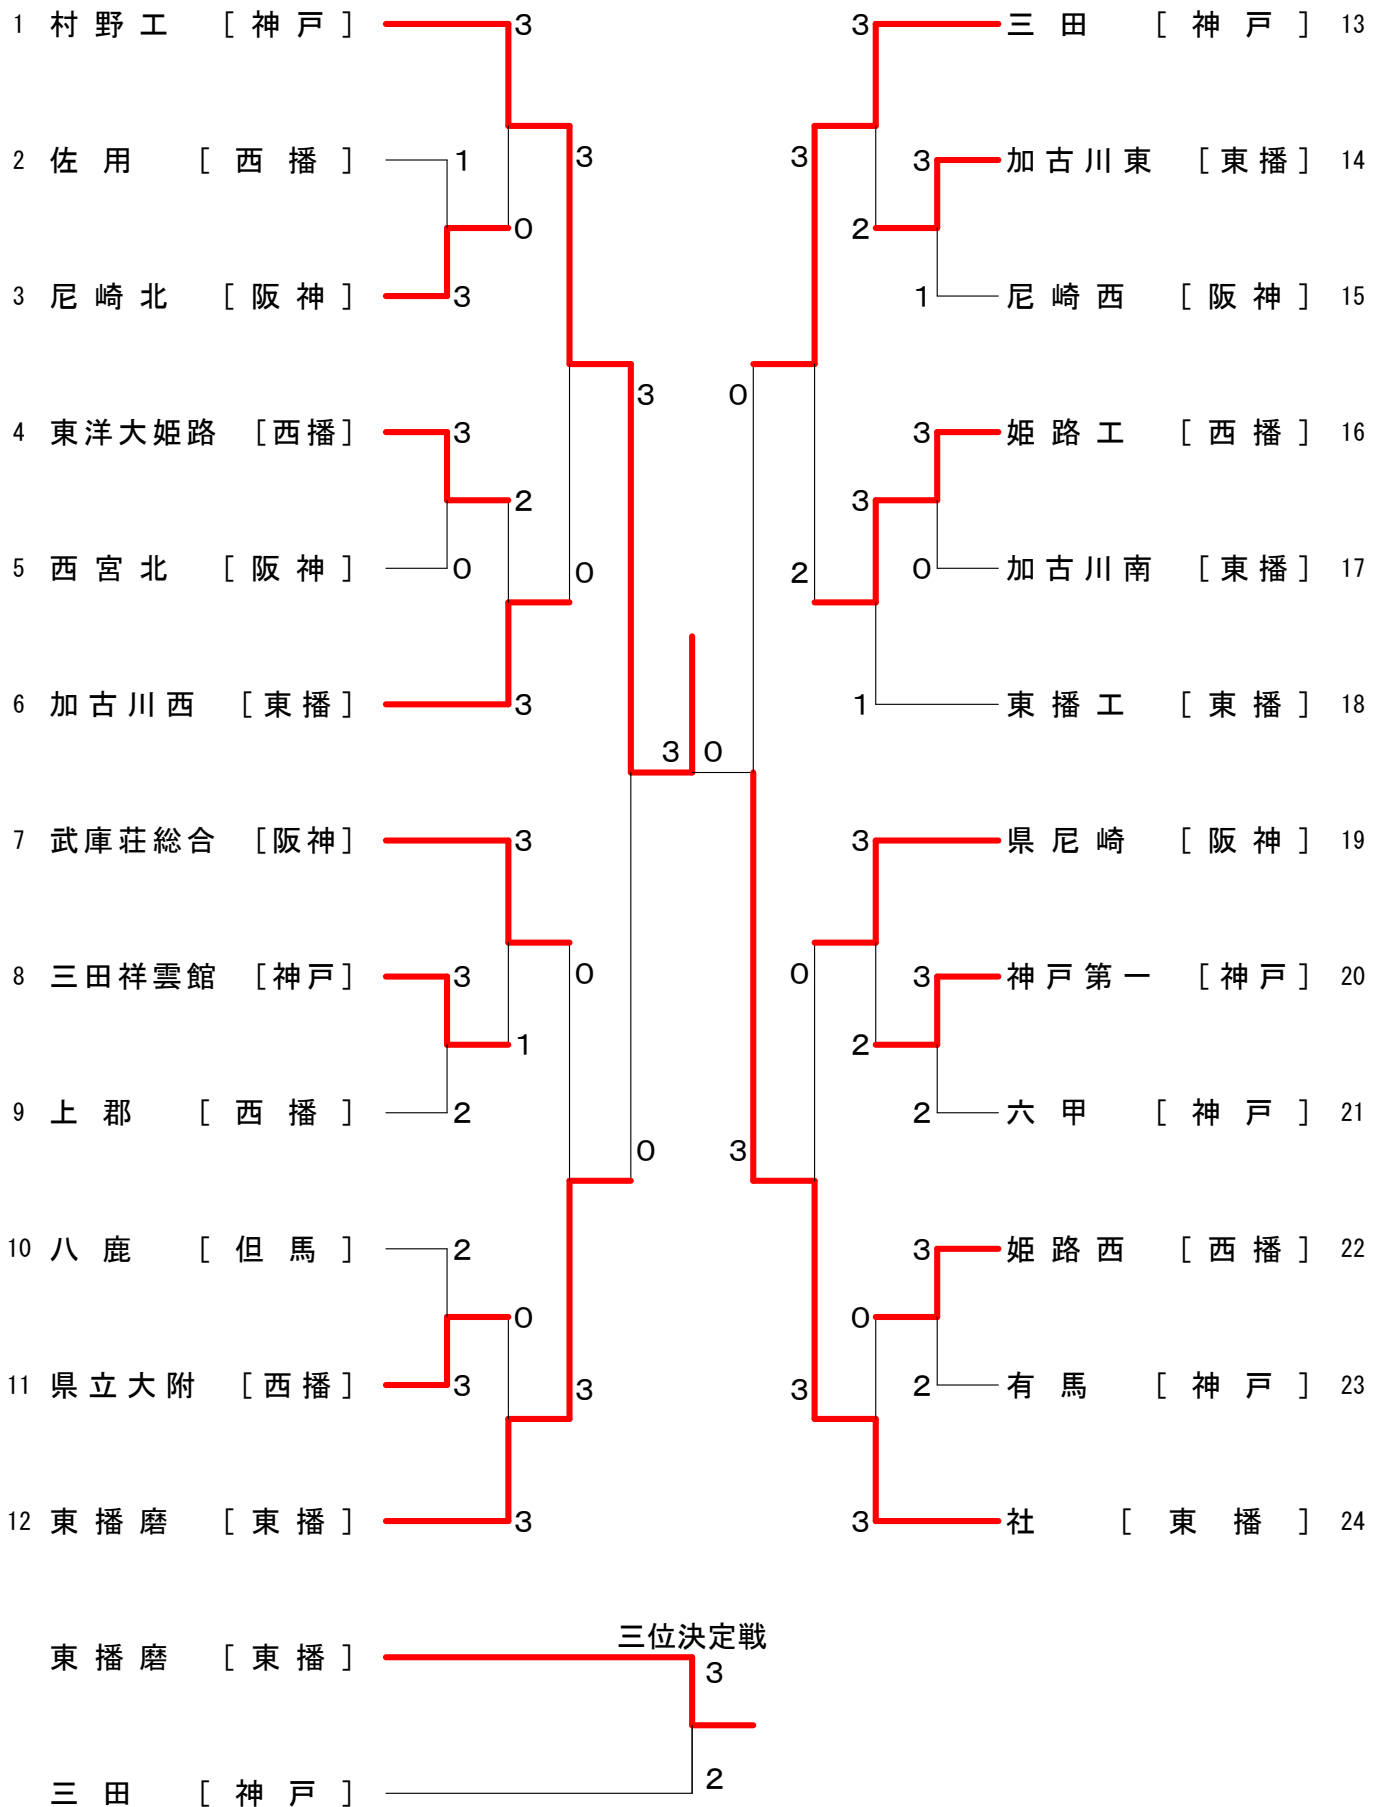 1 村野工 [神戸] 3 3 三田 [神戸] 13
3 3
2 佐用 [西播] 1 3 加古川東 [東播] 14
0 2
3 尼崎北 [阪神] 3 1 尼崎西 [阪神] 15
3 0
4 東洋大姫路 [西播] 3 3 姫路工 [西播] 16
2 3
5 西宮北 [阪神] 0 0 2 0 加古川南 [東播] 17
6 加古川西 [東播] 3 1 東播工 [東播] 18
3 0
7 武庫荘総合 [阪神] 3 3 県尼崎 [阪神] 19
8 三田祥雲館 [神戸] 3 0 0 3 神戸第一 [神戸] 20
1 2
9 上郡 [西播] 2 2 六甲 [神戸] 21
0 3
10 八鹿 [但馬] 2 3 姫路西 [西播] 22
0 0
11 県立大附 [西播] 3 3 3 2 有馬 [神戸] 23
12 東播磨 [東播] 3 3 社 [東播] 24
三位決定戦
東播磨 [東播] 3
三田 [神戸] 2